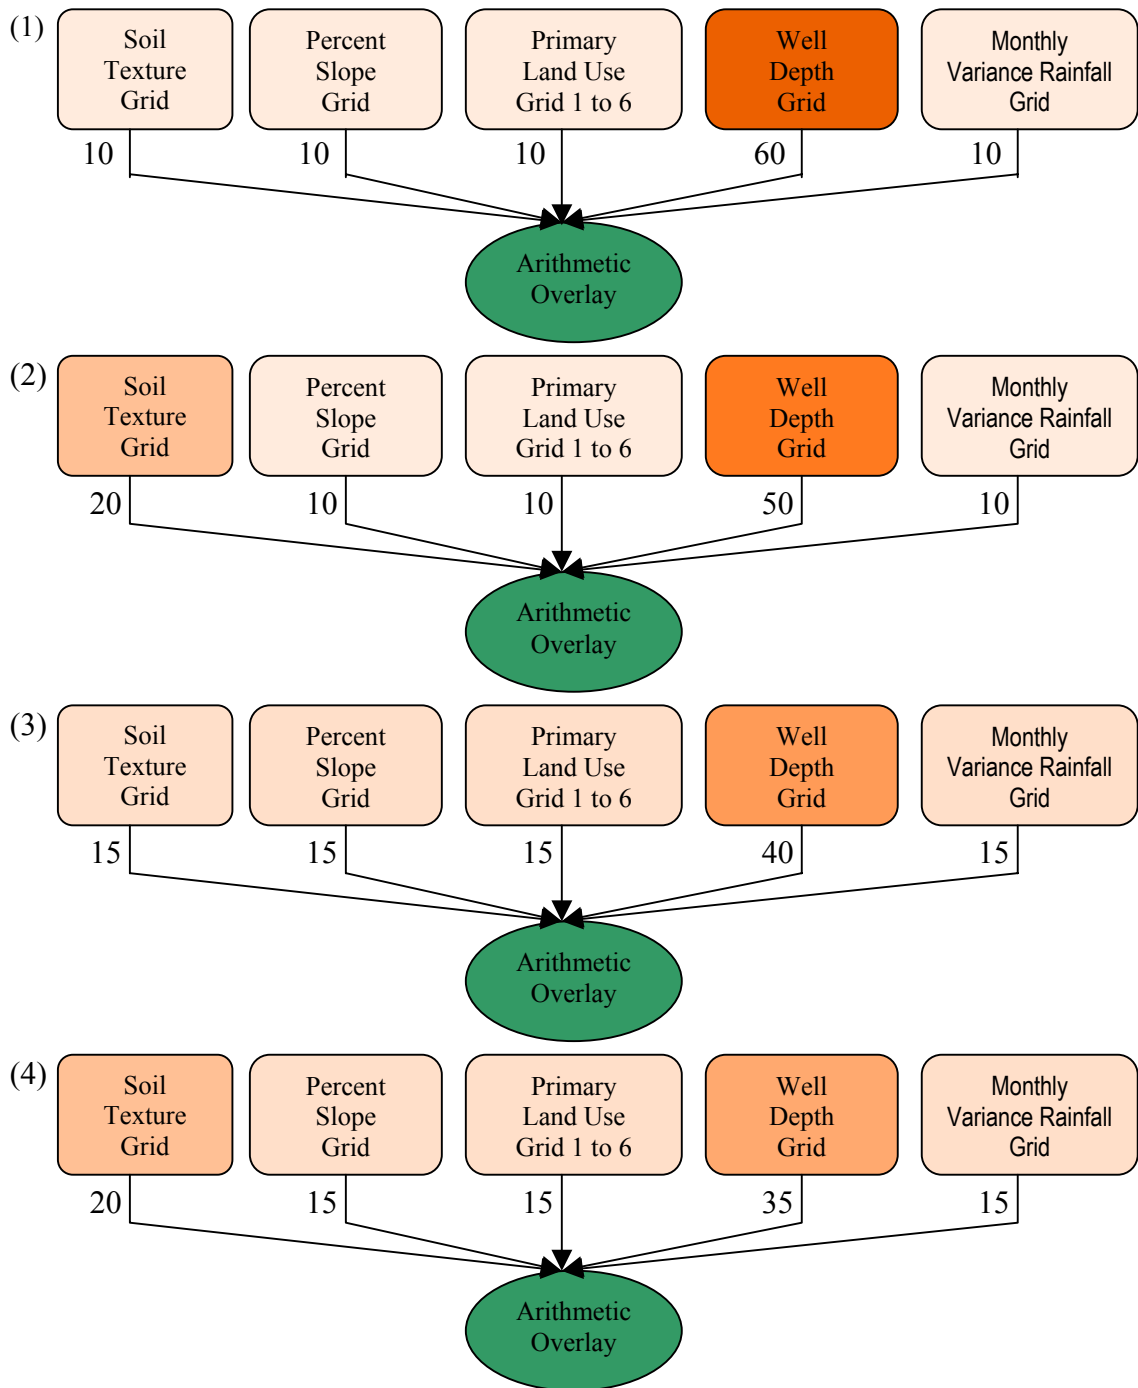 (1)
Soil
Texture
Grid
Percent
Slope
Grid
Primary
Land Use
Grid 1 to 6
Well
Depth
Grid
Monthly
Variance Rainfall
Grid
10
10
10
60
10
Arithmetic
Overlay
(2)
Soil
Texture
Grid
Percent
Slope
Grid
Primary
Land Use
Grid 1 to 6
Well
Depth
Grid
Monthly
Variance Rainfall
Grid
20
10
10
50
10
Arithmetic
Overlay
(3)
Soil
Texture
Grid
Percent
Slope
Grid
Primary
Land Use
Grid 1 to 6
Well
Depth
Grid
Monthly
Variance Rainfall
Grid
15
15
15
40
15
Arithmetic
Overlay
(4)
Soil
Texture
Grid
Percent
Slope
Grid
Primary
Land Use
Grid 1 to 6
Well
Depth
Grid
Monthly
Variance Rainfall
Grid
20
15
15
35
15
Arithmetic
Overlay